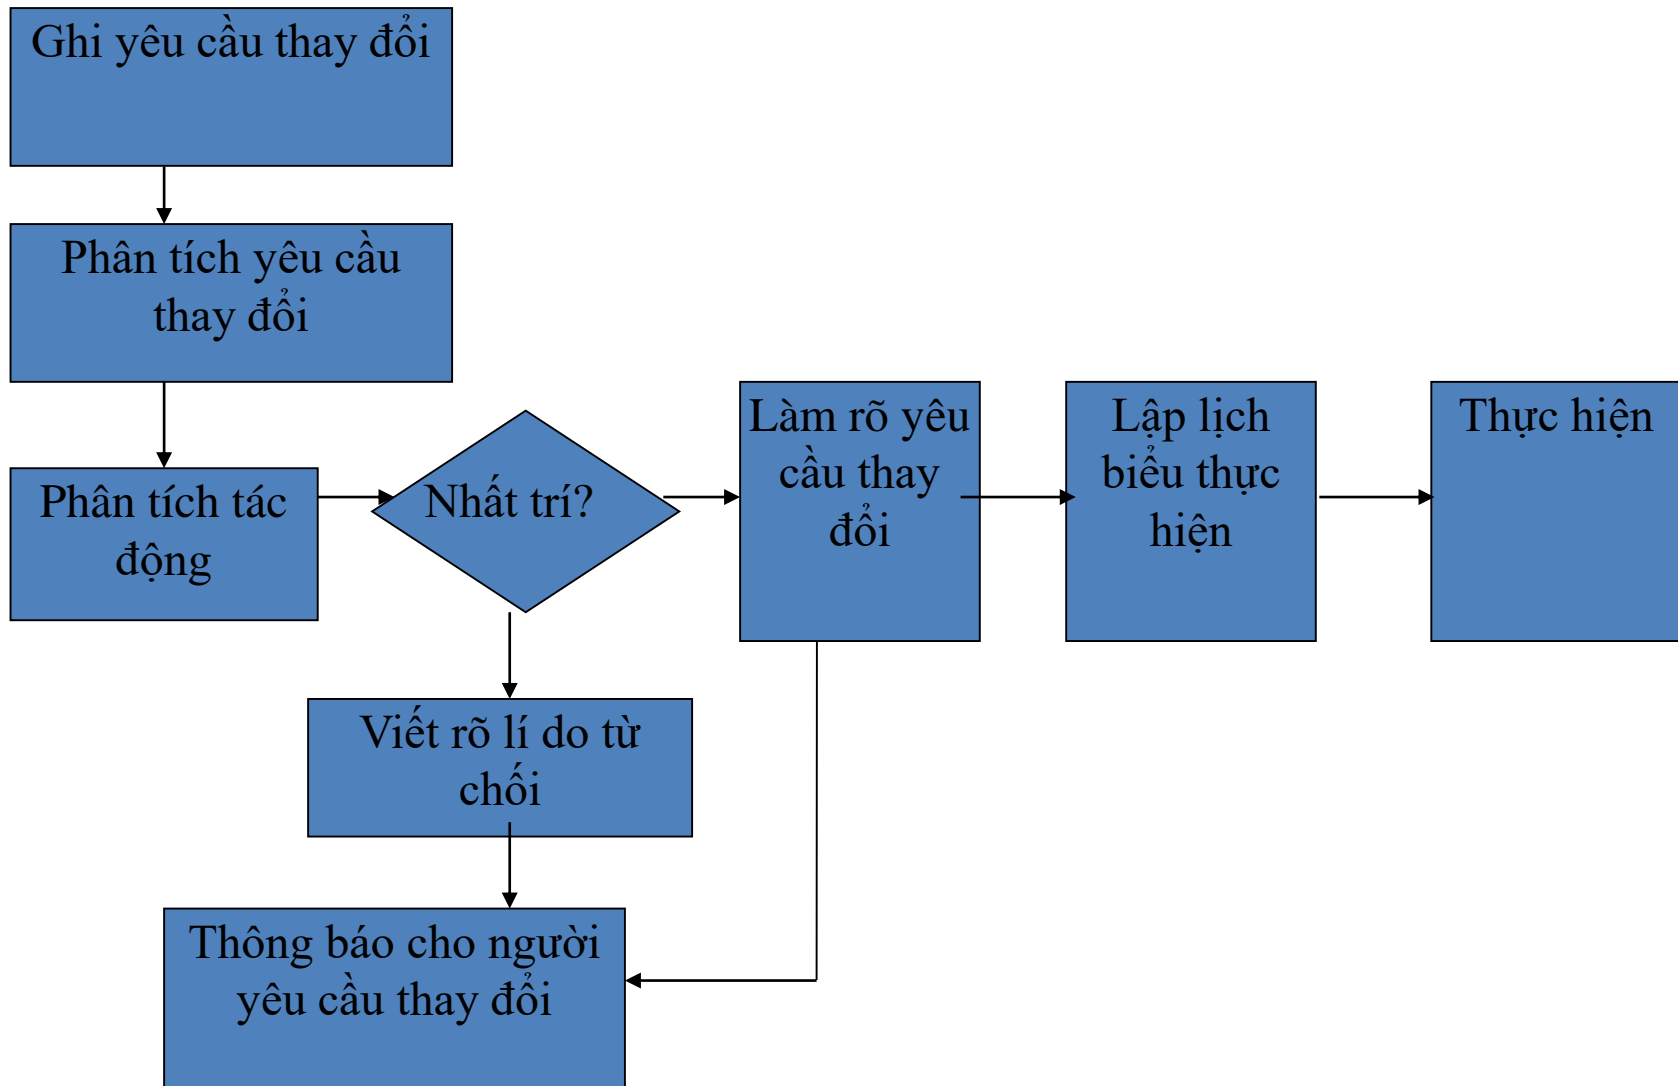 Ghi yêu cầu thay đổi
Phân tích yêu cầu
thay đổi
Phân tích tác
động
Nhất trí?
Làm rõ yêu
cầu thay
đổi
Lập lịch
biểu thực
hiện
Thực hiện
Viết rõ lí do từ
chối
Thông báo cho người
yêu cầu thay đổi